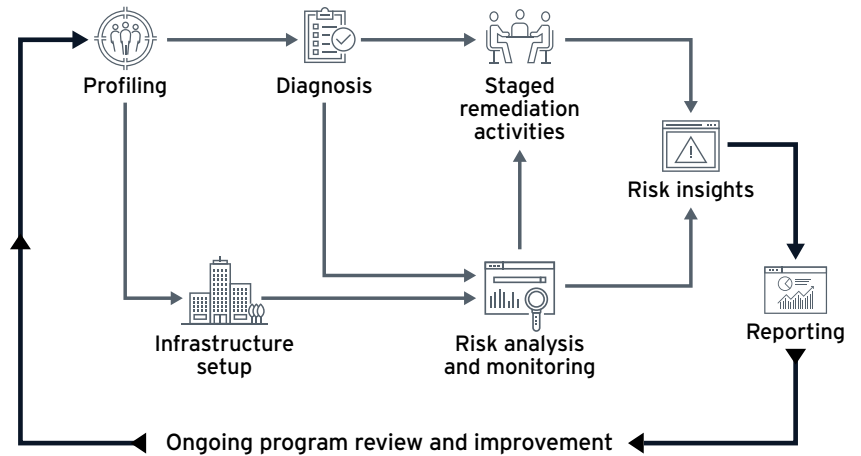 Profiling
Diagnosis
Staged
remediation
activities
Risk insights
Infrastructure
setup
Risk analysis
and monitoring
Reporting
Ongoing program review and improvement